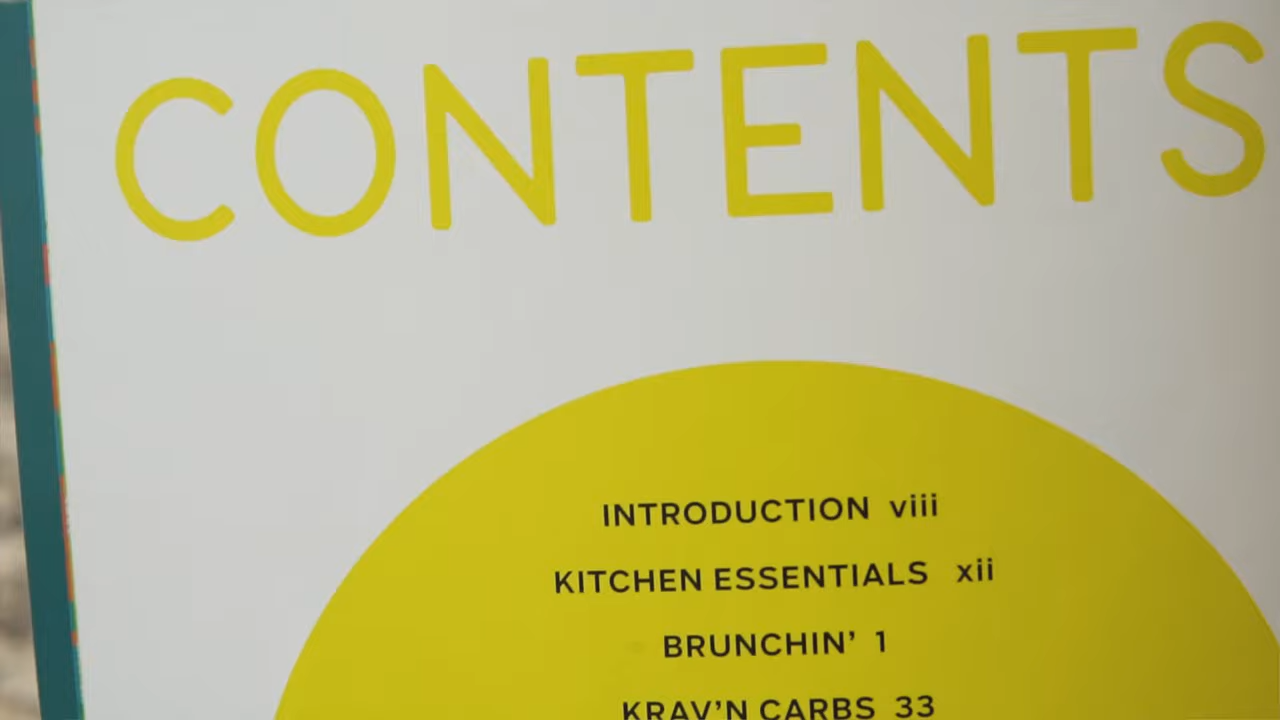 CONTENTS
INTRODUCTION viii
KITCHEN ESSENTIALS xii
BRUNCHIN’ 1
KRAV’N CARBS 33